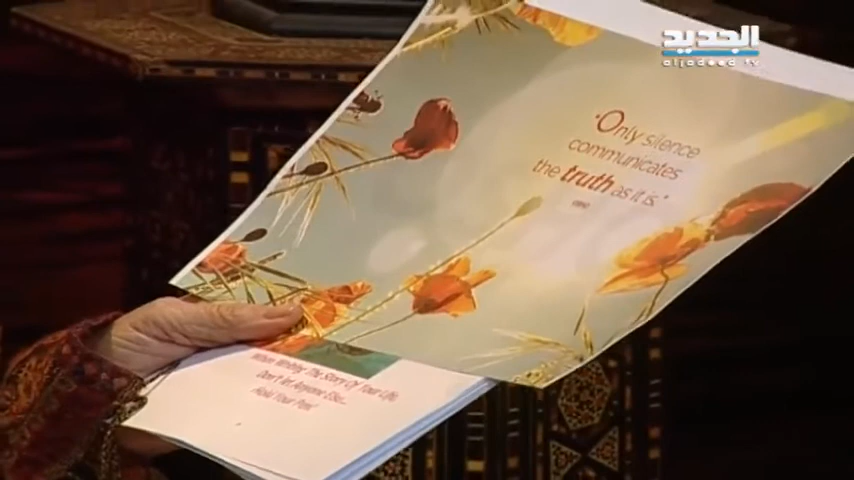 الجديد
aljadeed.tv
"Only silence
communicates
the truth as it is."
When Writing The Story Of Your Life
Don't let Anyone Else...
Hold Your Pen!